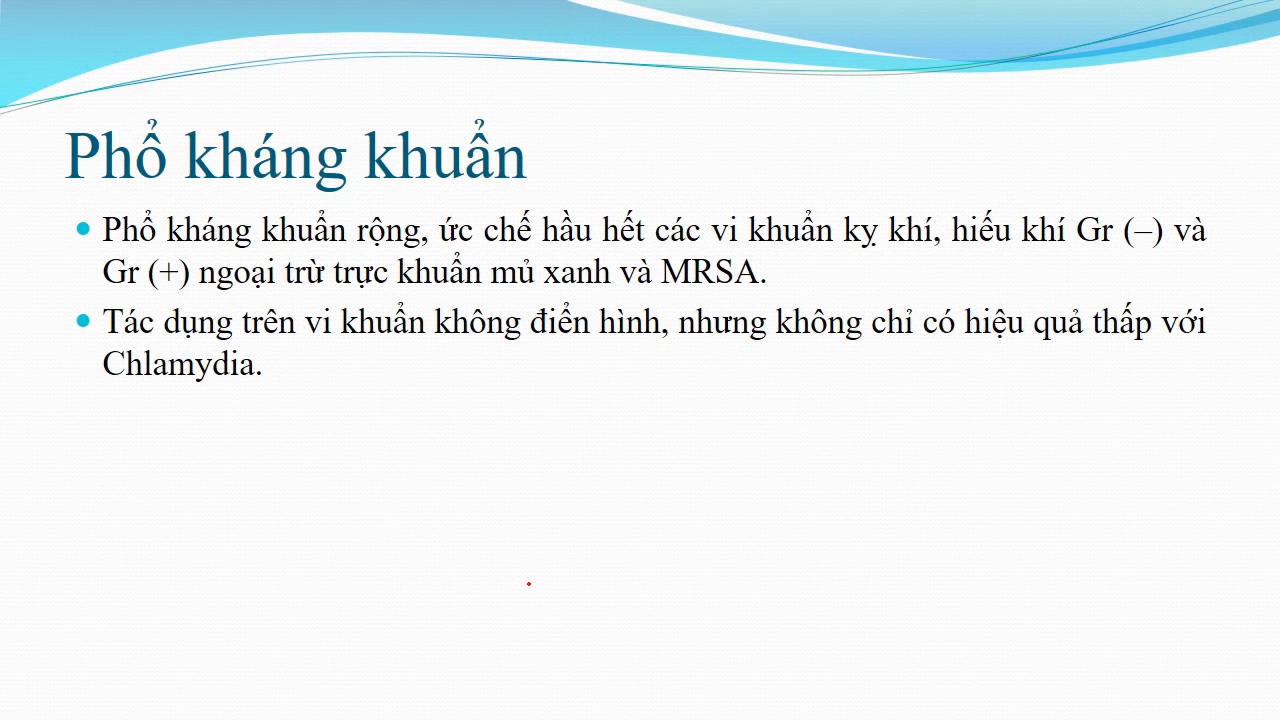 Phổ kháng khuẩn
Phổ kháng khuẩn rộng, ức chế hầu hết các vi khuẩn kỵ khí, hiếu khí Gr (–) và
Gr (+) ngoại trừ trực khuẩn mủ xanh và MRSA.
Tác dụng trên vi khuẩn không điển hình, nhưng không chỉ có hiệu quả thấp với
Chlamydia.